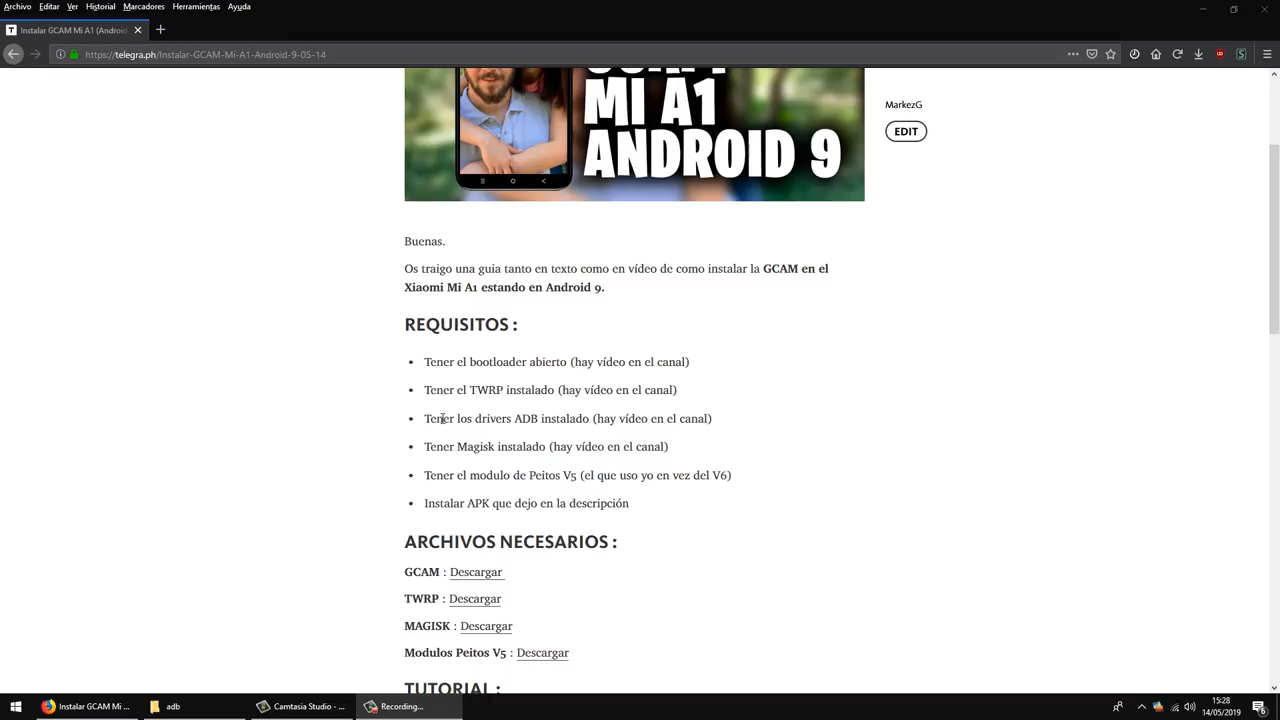 Archivo Editar Ver Historial Marcadores Herramientas Ayuda
Instalar GCAM Mi A1 (Android
https://telegra.ph/Instalar-GCAM-Mi-A1-Android-9-05-14
MI A1
ANDROID 9
MarkezG
EDIT
Buenas.
Os traigo una guia tanto en texto como en vídeo de como instalar la GCAM en el
Xiaomi Mi A1 estando en Android 9.
REQUISITOS :
• Tener el bootloader abierto (hay vídeo en el canal)
• Tener el TWRP instalado (hay vídeo en el canal)
• Tener los drivers ADB instalado (hay vídeo en el canal)
• Tener Magisk instalado (hay vídeo en el canal)
• Tener el modulo de Peitos V5 (el que uso yo en vez del V6)
• Instalar APK que dejo en la descripción
ARCHIVOS NECESARIOS :
GCAM : Descargar
TWRP : Descargar
MAGISK : Descargar
Modulos Peitos V5 : Descargar
TUTORIAL :
Instalar GCAM Mi ... adb Camtasia Studio - ... Recording...
15:28
14/05/2019